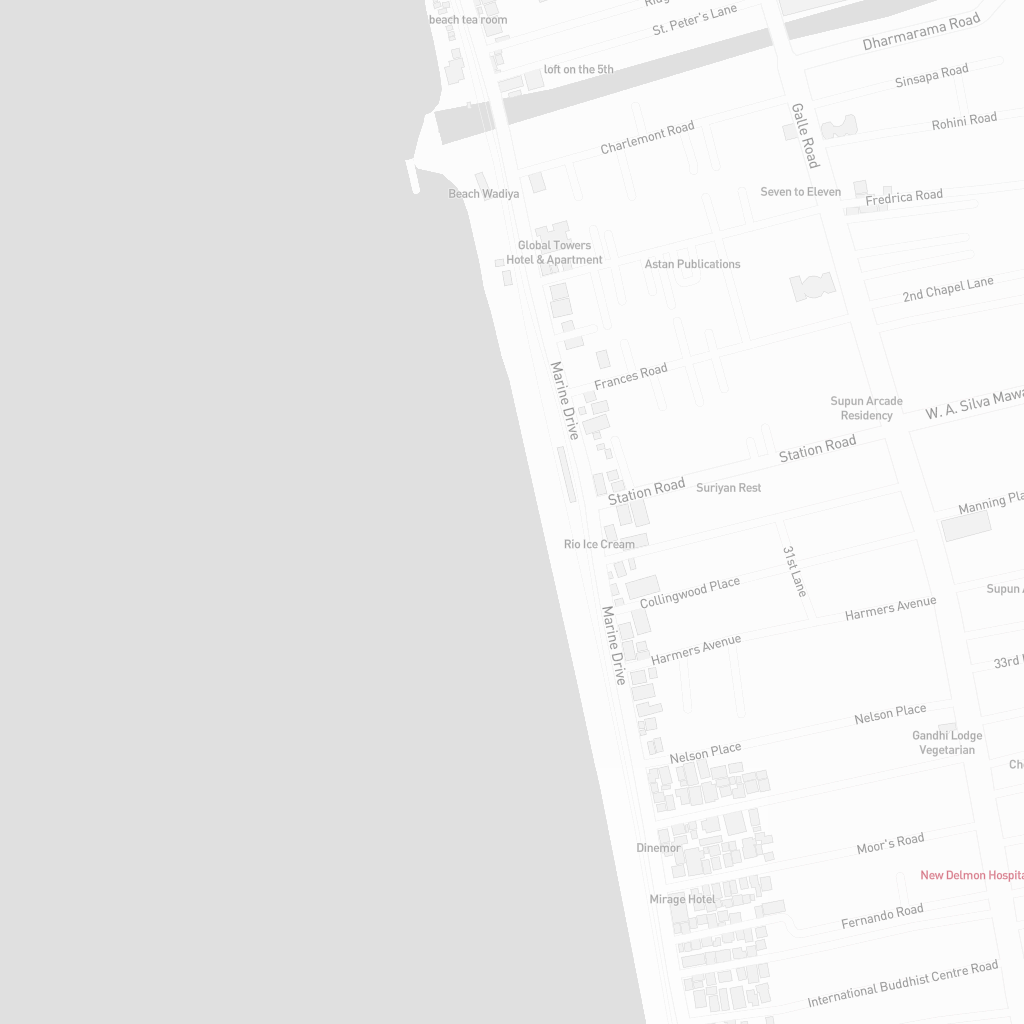 Ridg
beach tea room
St. Peter's Lane
Dharmarama Road
loft on the 5th
Sinsapa Road
Galle Road
Rohini Road
Charlemont Road
Beach Wadiya
Seven to Eleven
Fredrica Road
Global Towers
Hotel & Apartment
Astan Publications
2nd Chapel Lane
Marine Drive
Frances Road
Supun Arcade
Residency
W. A. Silva Mawa
Station Road
Station Road
Suriyan Rest
Manning Pla
Rio Ice Cream
31st Lane
Collingwood Place
Supun A
Harmers Avenue
Marine Drive
Harmers Avenue
33rd
Nelson Place
Gandhi Lodge
Vegetarian
Nelson Place
Ch
Dinemor
Moor's Road
New Delmon Hospita
Mirage Hotel
Fernando Road
International Buddhist Centre Road